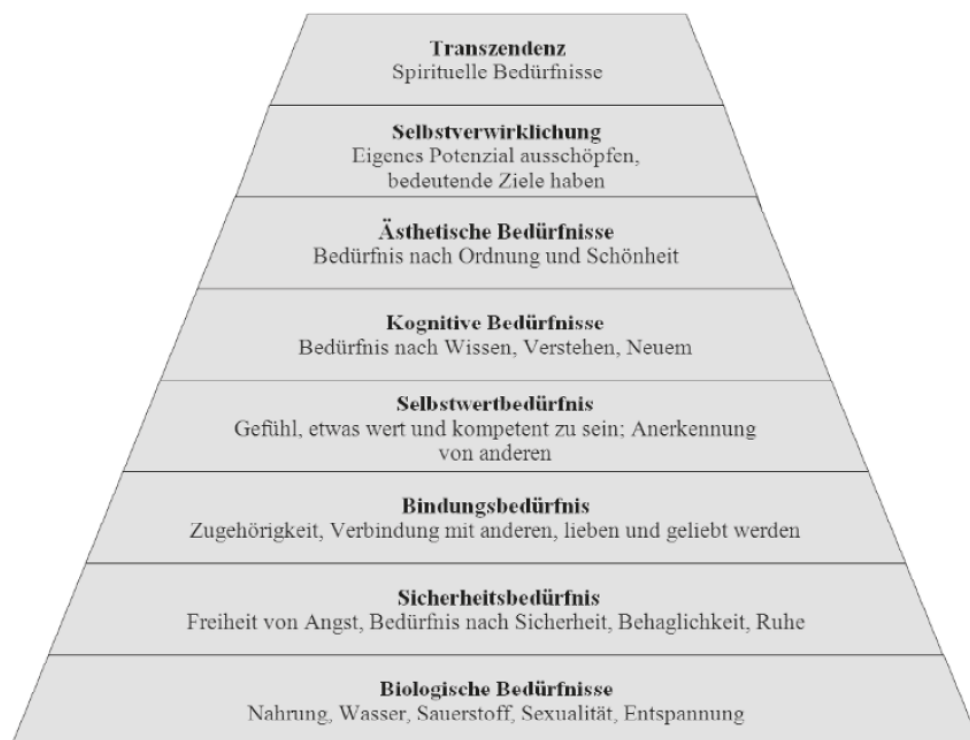 Transzendenz
Spirituelle Bedürfnisse
Selbstverwirklichung
Eigenes Potenzial ausschöpfen,
bedeutende Ziele haben
Ästhetische Bedürfnisse
Bedürfnis nach Ordnung und Schönheit
Kognitive Bedürfnisse
Bedürfnis nach Wissen, Verstehen, Neuem
Selbstwertbedürfnis
Gefühl, etwas wert und kompetent zu sein; Anerkennung
von anderen
Bindungsbedürfnis
Zugehörigkeit, Verbindung mit anderen, lieben und geliebt werden
Sicherheitsbedürfnis
Freiheit von Angst, Bedürfnis nach Sicherheit, Behaglichkeit, Ruhe
Biologische Bedürfnisse
Nahrung, Wasser, Sauerstoff, Sexualität, Entspannung